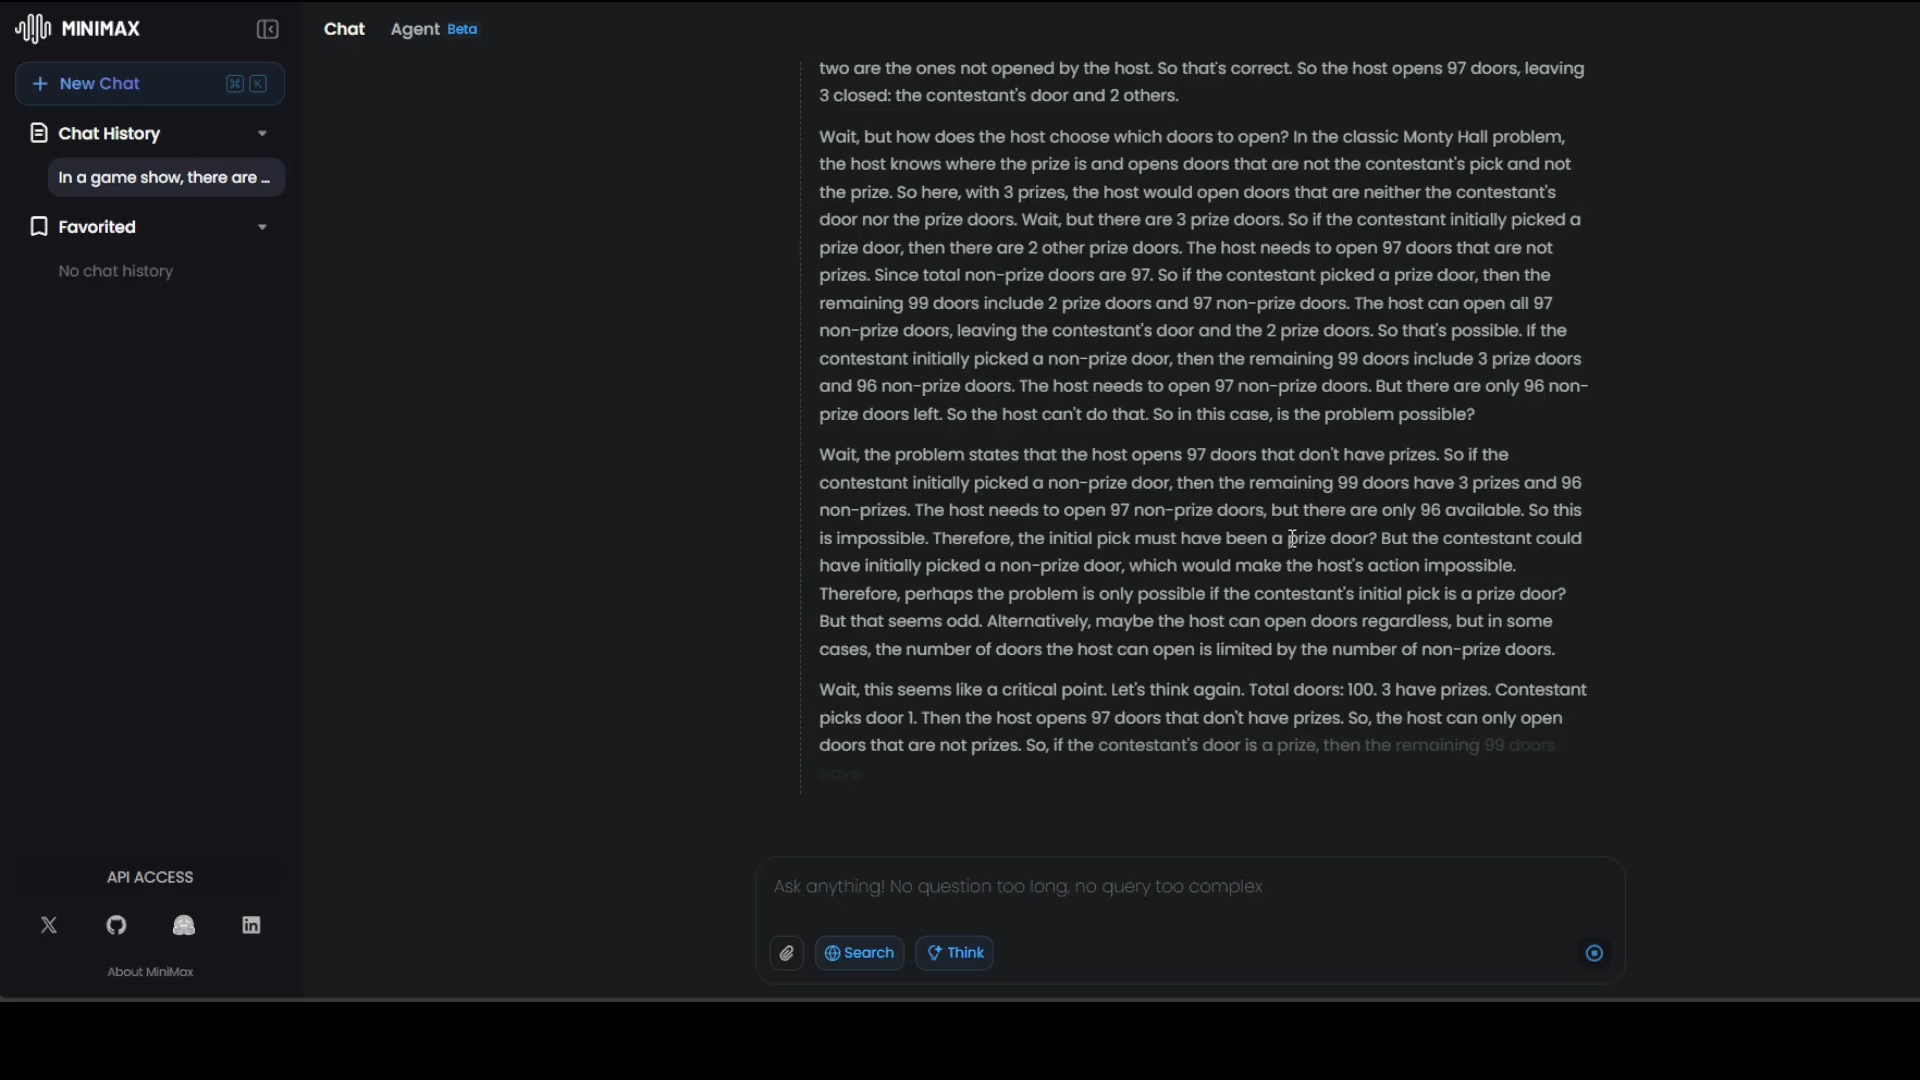 MINIMAX
New Chat
⌘ K
Chat History
In a game show, there are ...
Favorited
No chat history
API ACCESS
About MiniMax
Chat
Agent Beta
two are the ones not opened by the host. So that's correct. So the host opens 97 doors, leaving
3 closed: the contestant's door and 2 others.
Wait, but how does the host choose which doors to open? In the classic Monty Hall problem,
the host knows where the prize is and opens doors that are not the contestant's pick and not
the prize. So here, with 3 prizes, the host would open doors that are neither the contestant's
door nor the prize doors. Wait, but there are 3 prize doors. So if the contestant initially picked a
prize door, then there are 2 other prize doors. The host needs to open 97 doors that are not
prizes. Since total non-prize doors are 97. So if the contestant picked a prize door, then the
remaining 99 doors include 2 prize doors and 97 non-prize doors. The host can open all 97
non-prize doors, leaving the contestant's door and the 2 prize doors. So that's possible. If the
contestant initially picked a non-prize door, then the remaining 99 doors include 3 prize doors
and 96 non-prize doors. The host needs to open 97 non-prize doors. But there are only 96 non-
prize doors left. So the host can't do that. So in this case, is the problem possible?
Wait, the problem states that the host opens 97 doors that don't have prizes. So if the
contestant initially picked a non-prize door, then the remaining 99 doors have 3 prizes and 96
non-prizes. The host needs to open 97 non-prize doors, but there are only 96 available. So this
is impossible. Therefore, the initial pick must have been a prize door? But the contestant could
have initially picked a non-prize door, which would make the host's action impossible.
Therefore, perhaps the problem is only possible if the contestant's initial pick is a prize door?
But that seems odd. Alternatively, maybe the host can open doors regardless, but in some
cases, the number of doors the host can open is limited by the number of non-prize doors.
Wait, this seems like a critical point. Let's think again. Total doors: 100. 3 have prizes. Contestant
picks door 1. Then the host opens 97 doors that don't have prizes. So, the host can only open
doors that are not prizes. So, if the contestant's door is a prize, then the remaining 99 doors
have
Ask anything! No question too long, no query too complex
Search
Think